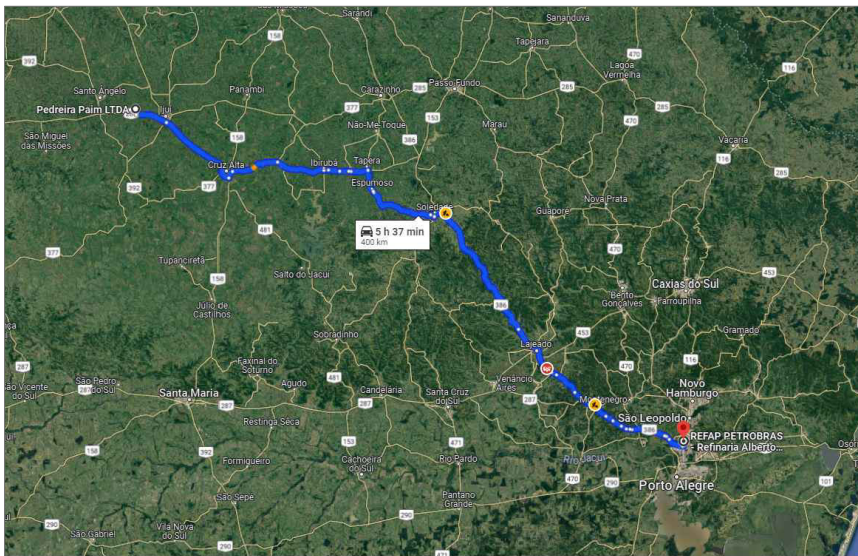 Sarandi
Sananduva
158
470
Tapejara
392
153
Lagoa
Vermelha
116
Santo Ângelo
Panambi
Carazinho
285
Passo Fundo
Pedreira Paim LTDA
Ijuí
377
153
285
470
São Miguel
das Missões
158
Não-Me-Toque
386
Marau
Vacaria
116
Cruz Alta
Ibirubá
Tapera
Espumoso
285
377
392
Soledade
Nova Prata
Guaporé
5 h 37 min
400 km
481
470
377
Tupanciretã
Salto do Jacuí
453
158
Caxias do Sul
Júlio de
Castilhos
386
Bento
Gonçalves
Farroupilha
Sobradinho
453
Gramado
Lajeado
287
Faxinal do
Soturno
470
116
São Vicente
do Sul
São Pedro
do Sul
287
Agudo
481
Candelária
Venâncio
Aires
Novo
Hamburgo
Santa Maria
287
Santa Cruz
do Sul
287
Montenegro
São Leopoldo
Restinga Sêca
386
REFAP PETROBRAS
- Refinaria Alberto...
158
153
471
Formigueiro
Cachoeira
do Sul
Rio Pardo
Rio Jacuí
392
470
290
Porto Alegre
101
São Sepé
Pantano
Grande
290
290
São Gabriel
Vila Nova
do Sul
290
471